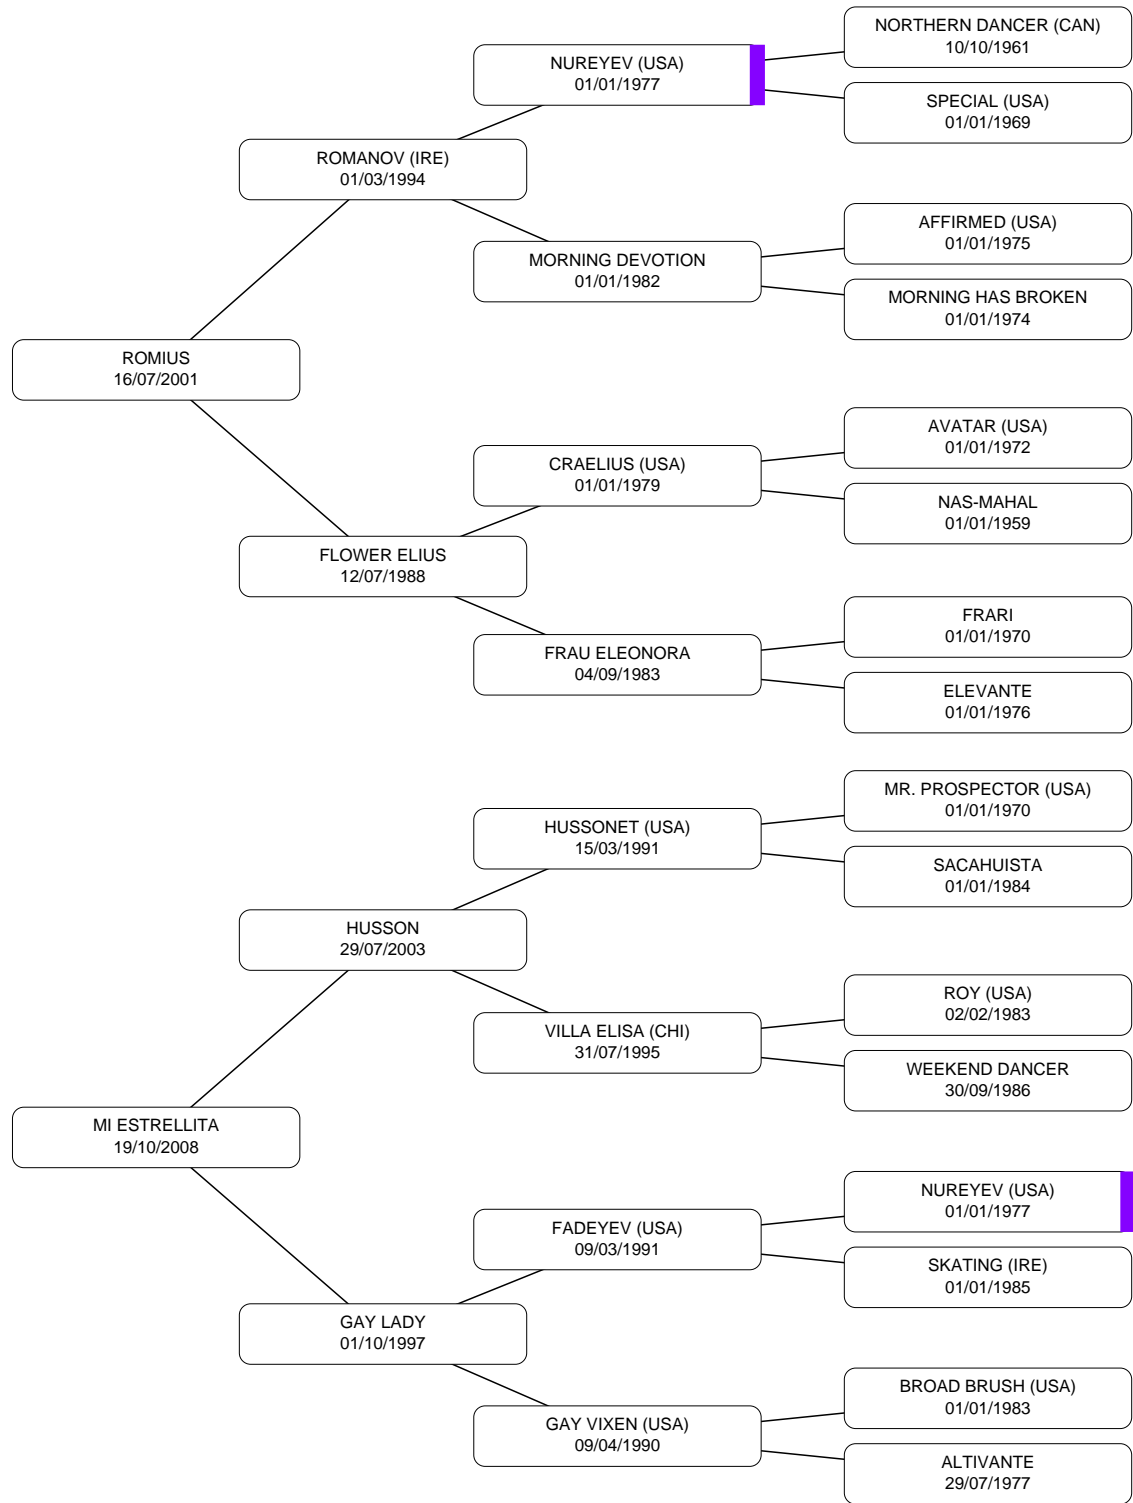 NORTHERN DANCER (CAN)
10/10/1961
NUREYEV (USA)
01/01/1977
SPECIAL (USA)
01/01/1969
ROMANOV (IRE)
01/03/1994
AFFIRMED (USA)
01/01/1975
MORNING DEVOTION
01/01/1982
MORNING HAS BROKEN
01/01/1974
ROMIUS
16/07/2001
AVATAR (USA)
01/01/1972
CRAELIUS (USA)
01/01/1979
NAS-MAHAL
01/01/1959
FLOWER ELIUS
12/07/1988
FRARI
01/01/1970
FRAU ELEONORA
04/09/1983
ELEVANTE
01/01/1976
MR. PROSPECTOR (USA)
01/01/1970
HUSSONET (USA)
15/03/1991
SACAHUISTA
01/01/1984
HUSSON
29/07/2003
ROY (USA)
02/02/1983
VILLA ELISA (CHI)
31/07/1995
WEEKEND DANCER
30/09/1986
MI ESTRELLITA
19/10/2008
NUREYEV (USA)
01/01/1977
FADEYEV (USA)
09/03/1991
SKATING (IRE)
01/01/1985
GAY LADY
01/10/1997
BROAD BRUSH (USA)
01/01/1983
GAY VIXEN (USA)
09/04/1990
ALTIVANTE
29/07/1977